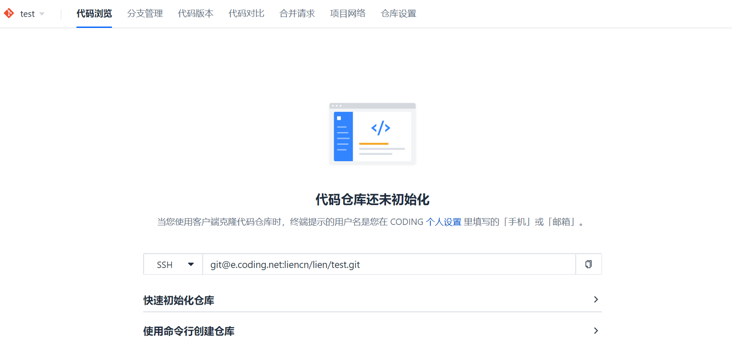 test 代码浏览 分支管理 代码版本 代码对比 合并请求 项目网络 仓库设置
</>
代码仓库还未初始化
当您使用客户端克隆代码仓库时，终端提示的用户名是您在 CODING 个人设置 里填写的「手机」或「邮箱」。
SSH git@e.coding.net:liencn/lien/test.git
快速初始化仓库
使用命令行创建仓库